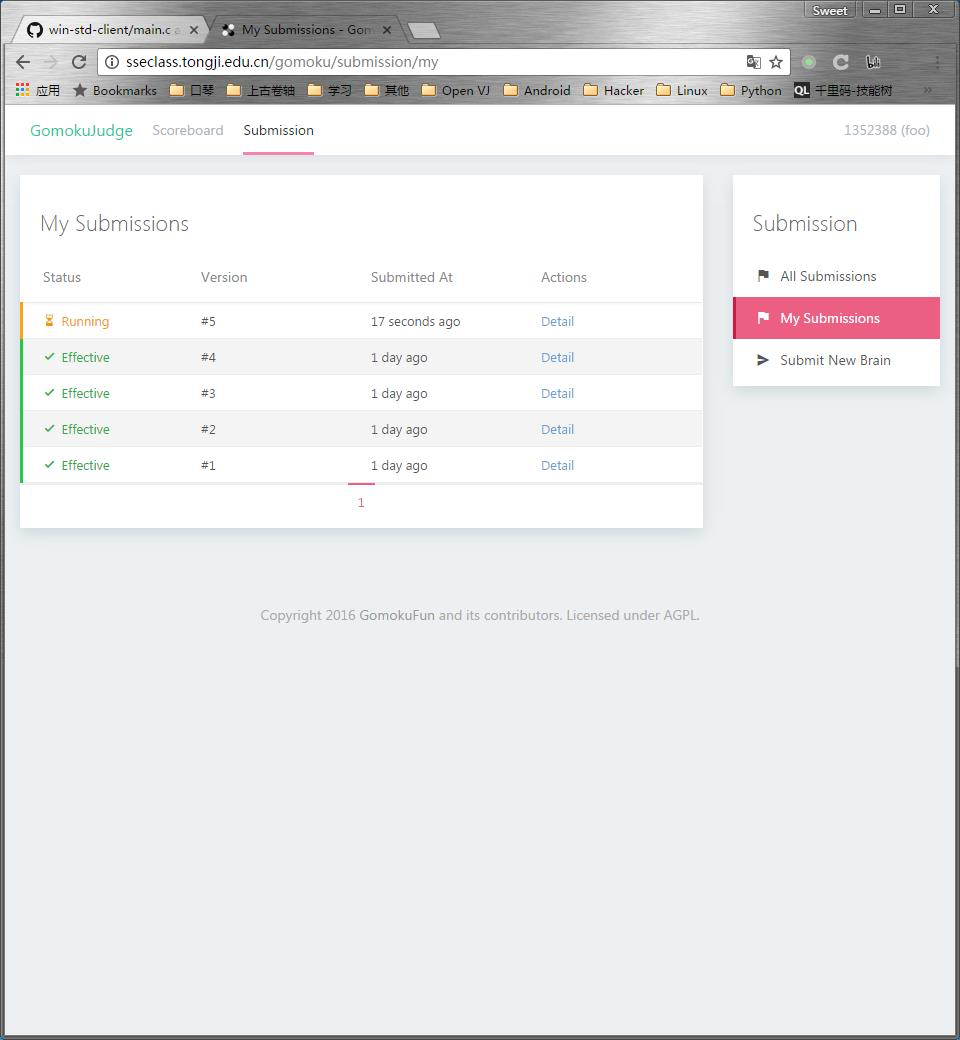 Sweet
win-std-client/main.c a
My Submissions - Gom
sseclass.tongji.edu.cn/gomoku/submission/my
应用 Bookmarks 口琴 上古卷轴 学习 其他 Open VJ Android Hacker Linux Python QL 千里码-技能树 »
GomokuJudge Scoreboard Submission 1352388 (foo)
My Submissions
Status Version Submitted At Actions
Running #5 17 seconds ago Detail
Effective #4 1 day ago Detail
Effective #3 1 day ago Detail
Effective #2 1 day ago Detail
Effective #1 1 day ago Detail
1
Submission
All Submissions
My Submissions
Submit New Brain
Copyright 2016 GomokuFun and its contributors. Licensed under AGPL.